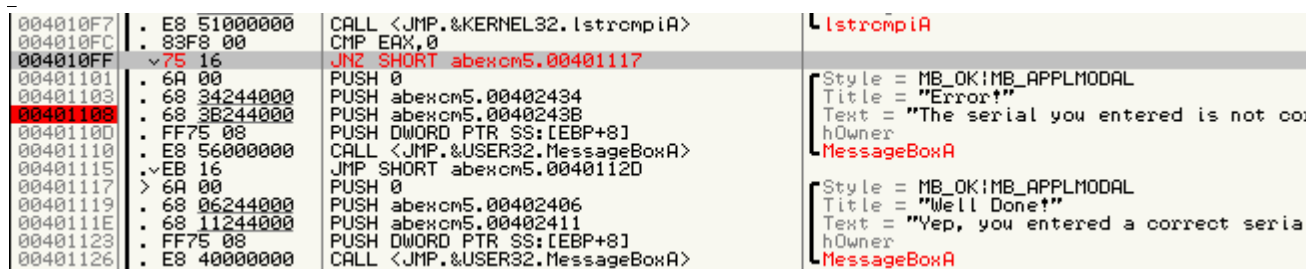 004010F7 . E8 51000000 CALL <JMP.&KERNEL32.lstrcmpiA> lstrcmpiA
004010FC . 83F8 00 CMP EAX,0
004010FF 75 16 JNZ SHORT abexcm5.00401117
00401101 . 6A 00 PUSH 0 Style = MB_OK|MB_APPLMODAL
00401103 . 68 34244000 PUSH abexcm5.00402434 Title = "Error!"
00401108 . 68 3B244000 PUSH abexcm5.0040243B Text = "The serial you entered is not cor
0040110D . FF75 08 PUSH DWORD PTR SS:[EBP+8] hOwner
00401110 . E8 56000000 CALL <JMP.&USER32.MessageBoxA> MessageBoxA
00401115 . EB 16 JMP SHORT abexcm5.0040112D
00401117 > 6A 00 PUSH 0 Style = MB_OK|MB_APPLMODAL
00401119 . 68 06244000 PUSH abexcm5.00402406 Title = "Well Done!"
0040111E . 68 11244000 PUSH abexcm5.00402411 Text = "Yep, you entered a correct seria
00401123 . FF75 08 PUSH DWORD PTR SS:[EBP+8] hOwner
00401126 . E8 40000000 CALL <JMP.&USER32.MessageBoxA> MessageBoxA